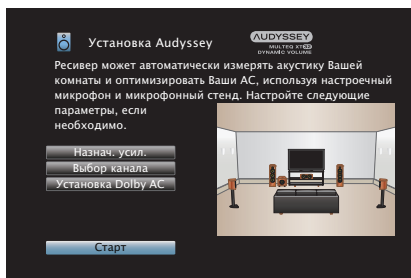 Установка Audyssey
AUDYSSEY
MULTEQ XT32
DYNAMIC VOLUME
Ресивер может автоматически измерять акустику Вашей
комнаты и оптимизировать Ваши АС, используя настроечный
микрофон и микрофонный стенд. Настройте следующие
параметры, если
необходимо.
Назнач. усил.
Выбор канала
Установка Dolby АС
Старт